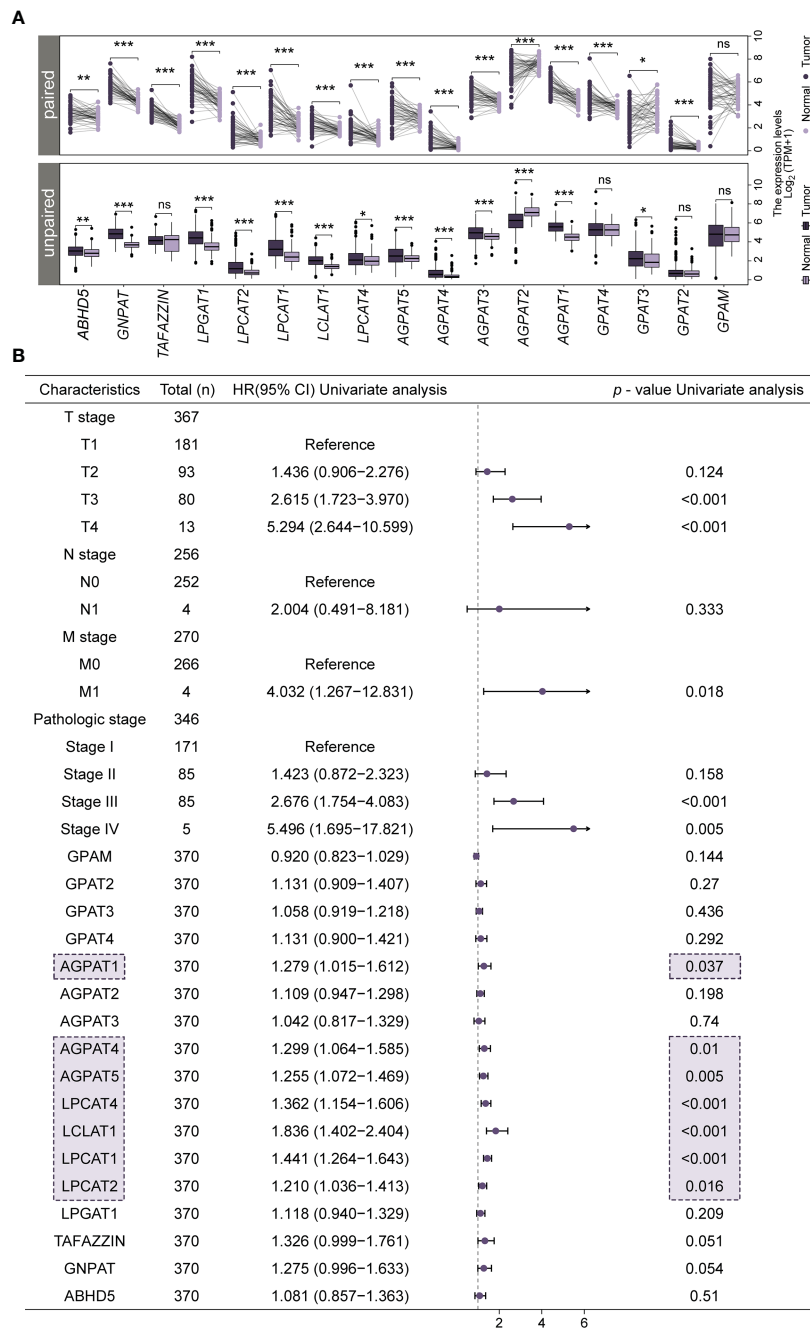 A
paired
** *** *** *** *** *** *** *** *** *** *** *** *** *** * *** ns
10
8
6
4
2
0
Normal Tumor
The expression levels
Log2 (TPM+1)
unpaired
** *** ns *** *** *** *** * *** *** *** *** *** ns * ns ns
10
8
6
4
2
0
Normal Tumor
ABHD5 GNPAT TAFAZZIN LPGAT1 LPCAT2 LPCAT1 LCLAT1 LPCAT4 AGPAT5 AGPAT4 AGPAT3 AGPAT2 AGPAT1 GPAT4 GPAT3 GPAT2 GPAM
B
Characteristics Total (n) HR(95% CI) Univariate analysis p - value Univariate analysis
T stage 367
T1 181 Reference
T2 93 1.436 (0.906−2.276) 0.124
T3 80 2.615 (1.723−3.970) <0.001
T4 13 5.294 (2.644−10.599) <0.001
N stage 256
N0 252 Reference
N1 4 2.004 (0.491−8.181) 0.333
M stage 270
M0 266 Reference
M1 4 4.032 (1.267−12.831) 0.018
Pathologic stage 346
Stage I 171 Reference
Stage II 85 1.423 (0.872−2.323) 0.158
Stage III 85 2.676 (1.754−4.083) <0.001
Stage IV 5 5.496 (1.695−17.821) 0.005
GPAM 370 0.920 (0.823−1.029) 0.144
GPAT2 370 1.131 (0.909−1.407) 0.27
GPAT3 370 1.058 (0.919−1.218) 0.436
GPAT4 370 1.131 (0.900−1.421) 0.292
AGPAT1 370 1.279 (1.015−1.612) 0.037
AGPAT2 370 1.109 (0.947−1.298) 0.198
AGPAT3 370 1.042 (0.817−1.329) 0.74
AGPAT4 370 1.299 (1.064−1.585) 0.01
AGPAT5 370 1.255 (1.072−1.469) 0.005
LPCAT4 370 1.362 (1.154−1.606) <0.001
LCLAT1 370 1.836 (1.402−2.404) <0.001
LPCAT1 370 1.441 (1.264−1.643) <0.001
LPCAT2 370 1.210 (1.036−1.413) 0.016
LPGAT1 370 1.118 (0.940−1.329) 0.209
TAFAZZIN 370 1.326 (0.999−1.761) 0.051
GNPAT 370 1.275 (0.996−1.633) 0.054
ABHD5 370 1.081 (0.857−1.363) 0.51
2 4 6